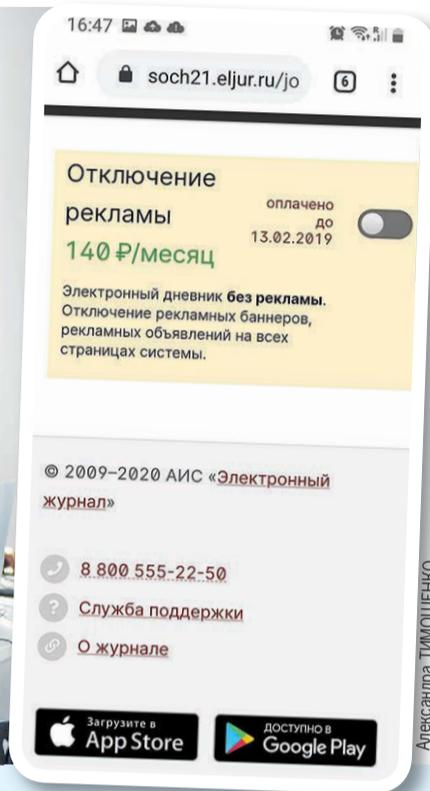 16:47
soch21.eljur.ru/jo
6
Отключение
рекламы
140 ₽/месяц
оплачено
до
13.02.2019
Электронный дневник без рекламы.
Отключение рекламных баннеров,
рекламных объявлений на всех
страницах системы.
© 2009–2020 АИС «Электронный
журнал»
8 800 555-22-50
Служба поддержки
О журнале
Загрузите в
App Store
ДОСТУПНО В
Google Play
Александра ТИМОШЕНКО